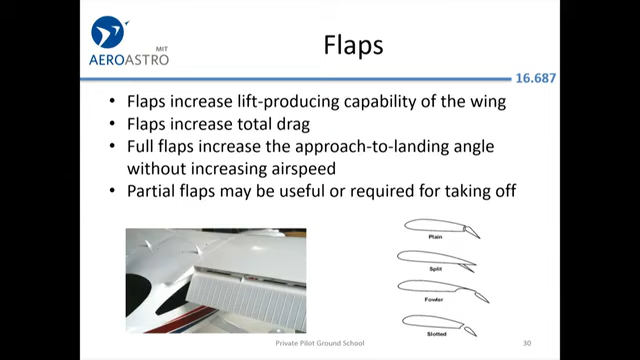 MIT
AEROASTRO
Flaps
16.687
• Flaps increase lift-producing capability of the wing
• Flaps increase total drag
• Full flaps increase the approach-to-landing angle
without increasing airspeed
• Partial flaps may be useful or required for taking off
Plain
Split
Fowler
Slotted
Private Pilot Ground School
30